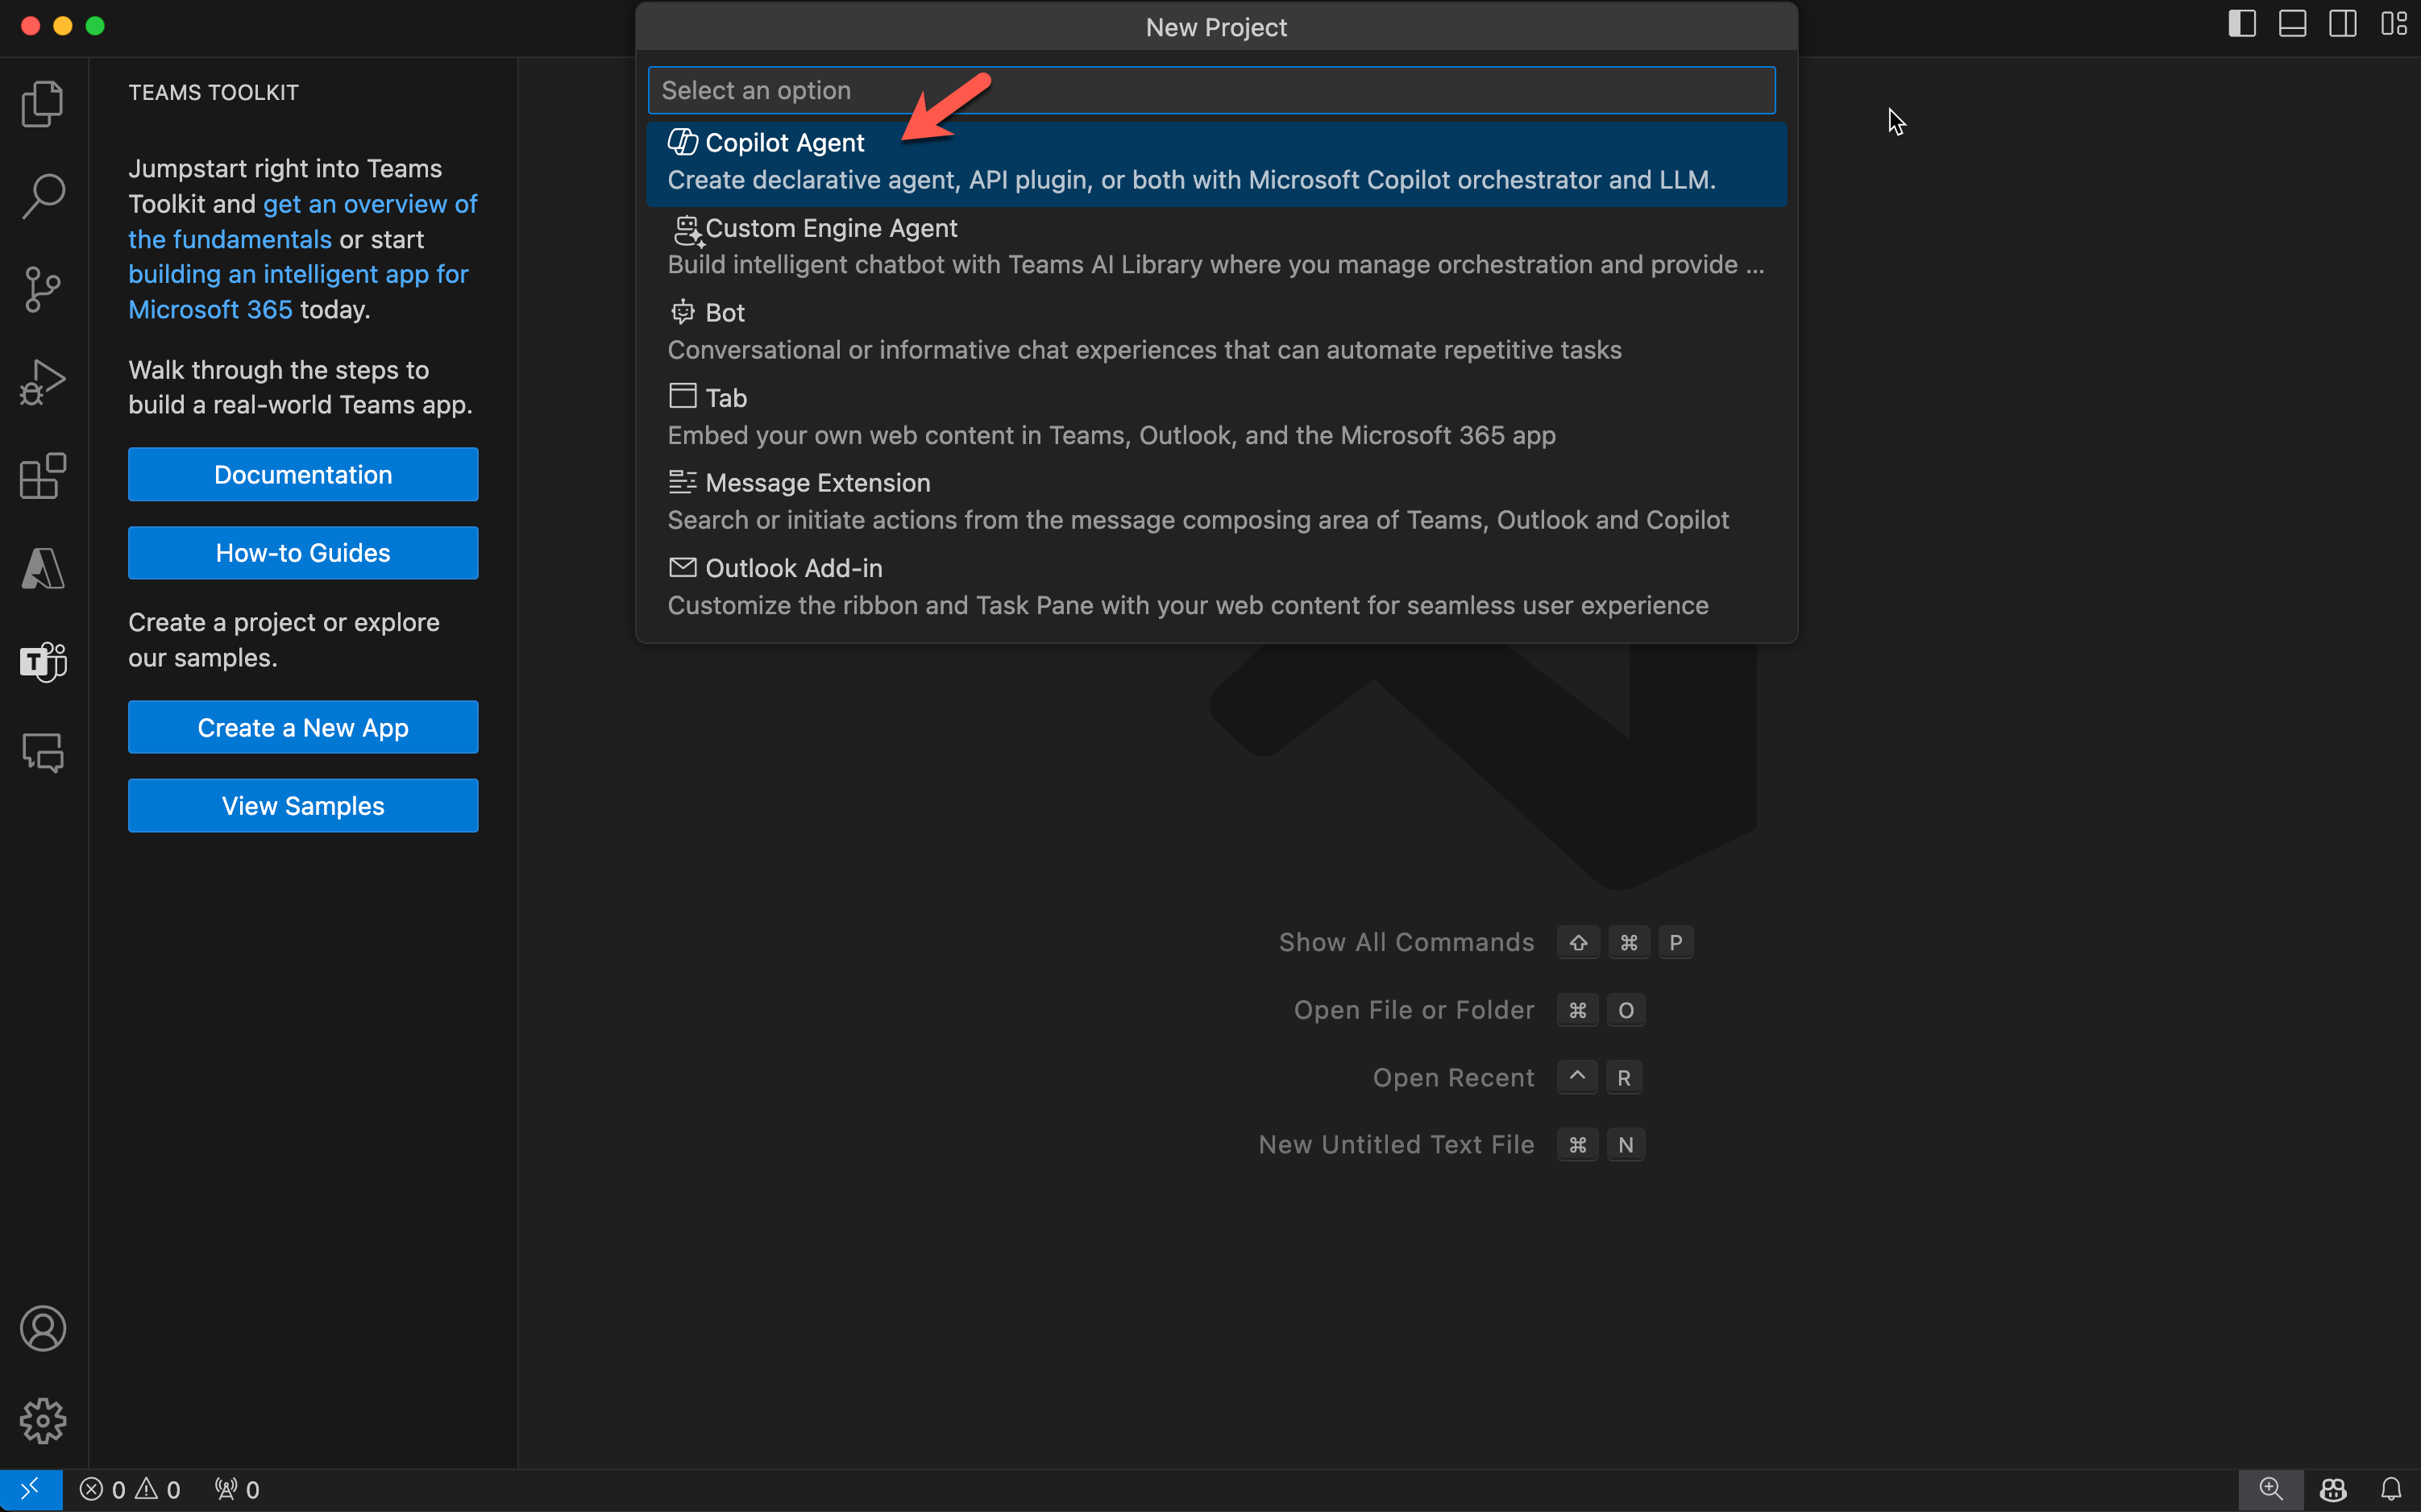 New Project
TEAMS TOOLKIT
Jumpstart right into Teams
Toolkit and get an overview of
the fundamentals or start
building an intelligent app for
Microsoft 365 today.
Walk through the steps to
build a real-world Teams app.
Documentation
How-to Guides
Create a project or explore
our samples.
Create a New App
View Samples
Select an option
Copilot Agent
Create declarative agent, API plugin, or both with Microsoft Copilot orchestrator and LLM.
Custom Engine Agent
Build intelligent chatbot with Teams AI Library where you manage orchestration and provide ...
Bot
Conversational or informative chat experiences that can automate repetitive tasks
Tab
Embed your own web content in Teams, Outlook, and the Microsoft 365 app
Message Extension
Search or initiate actions from the message composing area of Teams, Outlook and Copilot
Outlook Add-in
Customize the ribbon and Task Pane with your web content for seamless user experience
Show All Commands ⇧ ⌘ P
Open File or Folder ⌘ O
Open Recent ^ R
New Untitled Text File ⌘ N
0 0 0